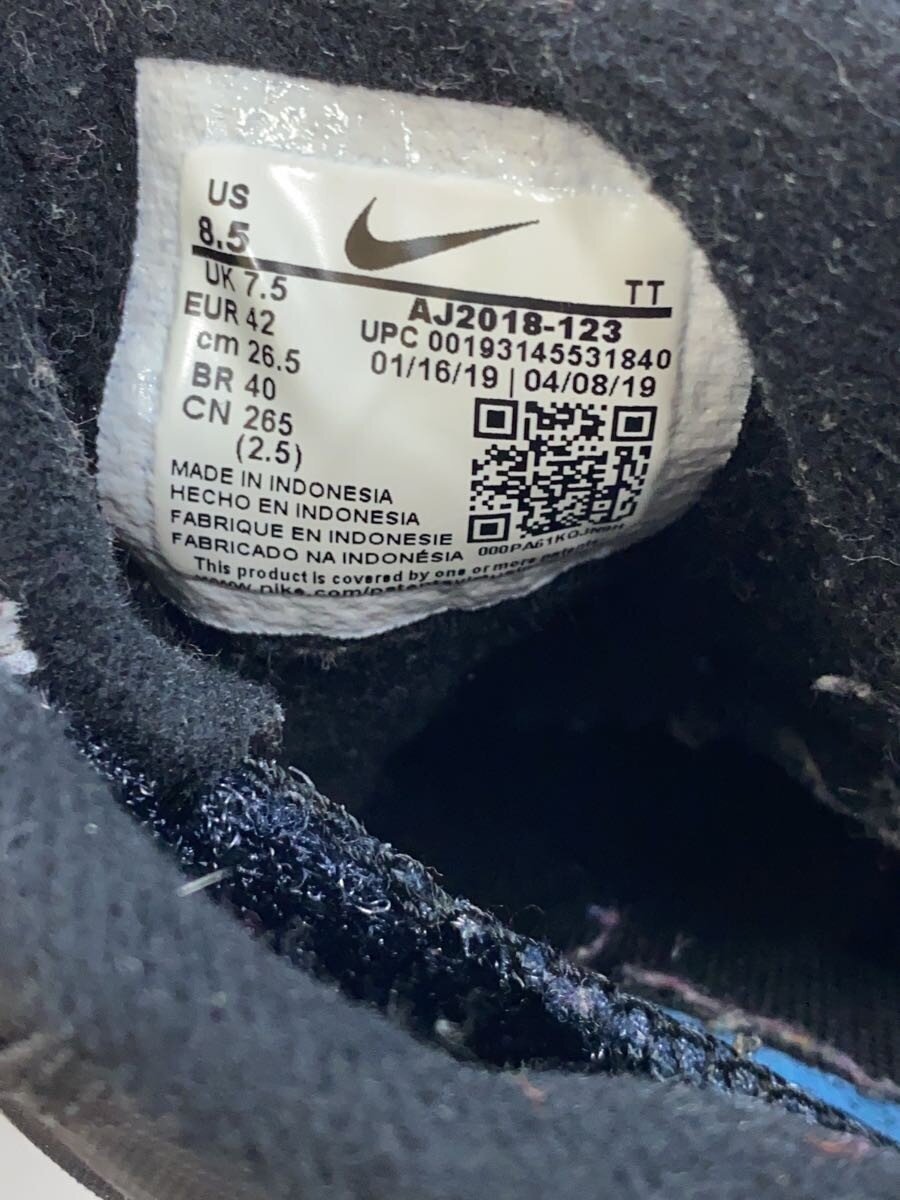 US
8.5
UK 7.5
EUR 42
cm 26.5
BR 40
CN 265
(2.5)
TT
AJ2018-123
UPC 00193145531840
01/16/19 | 04/08/19
MADE IN INDONESIA
HECHO EN INDONESIA
FABRIQUE EN INDONESIE
FABRICADO NA INDONÉSIA
This product is covered by one or more patents.